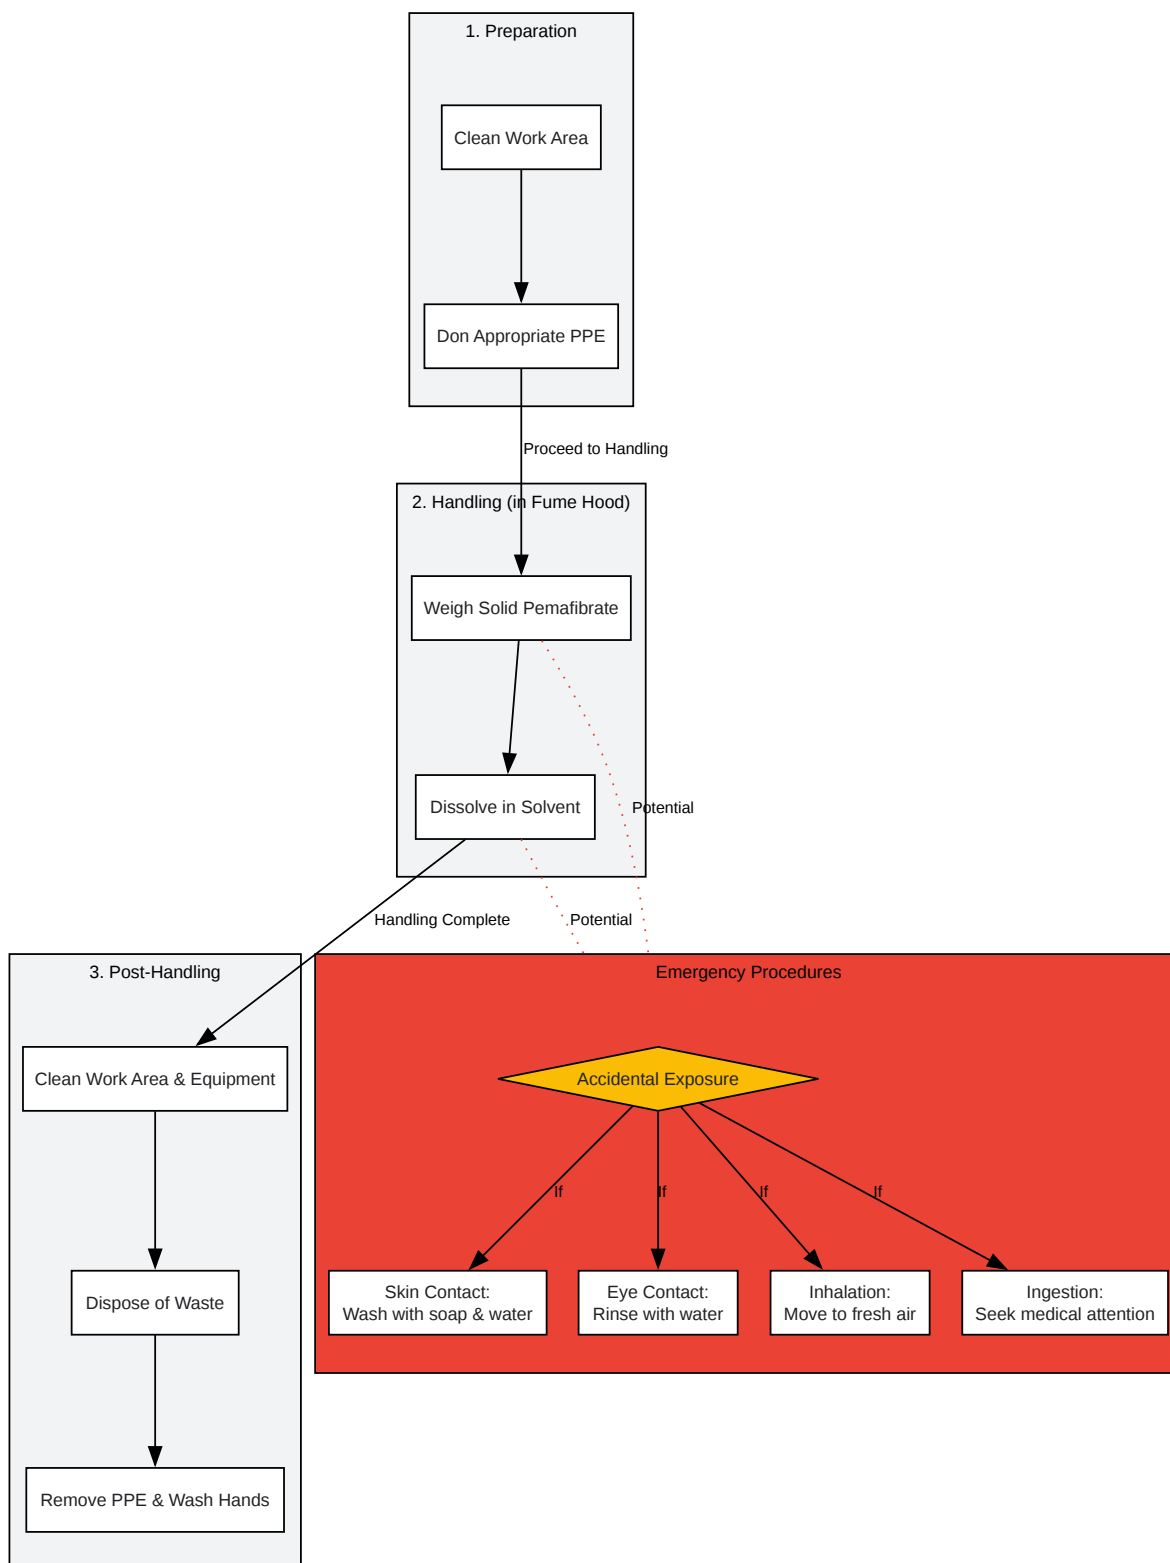 1. Preparation
Clean Work Area
Don Appropriate PPE
Proceed to Handling
2. Handling (in Fume Hood)
Weigh Solid Pemafibrate
Dissolve in Solvent
Potential
Handling Complete
Potential
3. Post-Handling
Clean Work Area & Equipment
Dispose of Waste
Remove PPE & Wash Hands
Emergency Procedures
Accidental Exposure
If
If
If
If
Skin Contact:
Wash with soap & water
Eye Contact:
Rinse with water
Inhalation:
Move to fresh air
Ingestion:
Seek medical attention